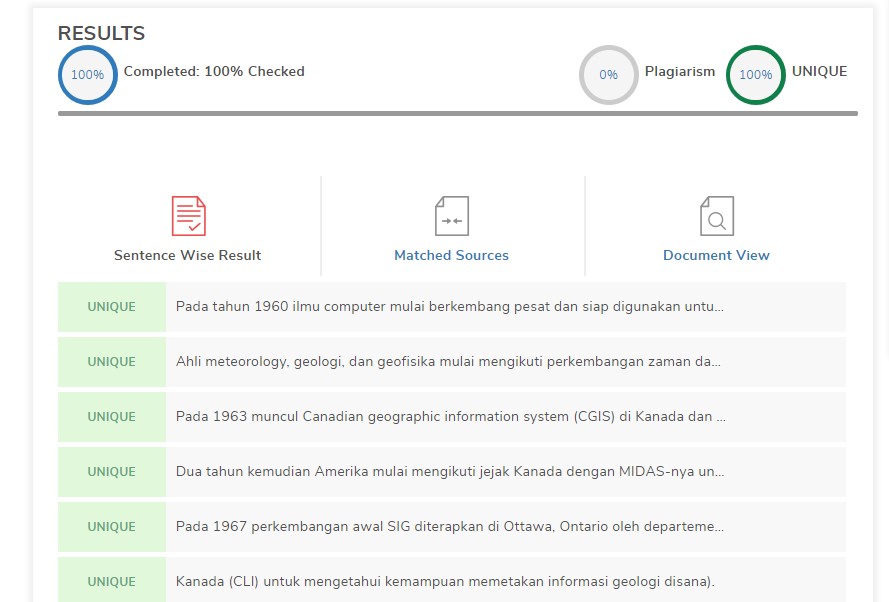 RESULTS
100%
Completed: 100% Checked
0%
Plagiarism
100%
UNIQUE
Sentence Wise Result
Matched Sources
Document View
UNIQUE
Pada tahun 1960 ilmu computer mulai berkembang pesat dan siap digunakan untu...
UNIQUE
Ahli meteorology, geologi, dan geofisika mulai mengikuti perkembangan zaman da...
UNIQUE
Pada 1963 muncul Canadian geographic information system (CGIS) di Kanada dan ...
UNIQUE
Dua tahun kemudian Amerika mulai mengikuti jejak Kanada dengan MIDAS-nya un...
UNIQUE
Pada 1967 perkembangan awal SIG diterapkan di Ottawa, Ontario oleh departeme...
UNIQUE
Kanada (CLI) untuk mengetahui kemampuan memetakan informasi geologi disana).